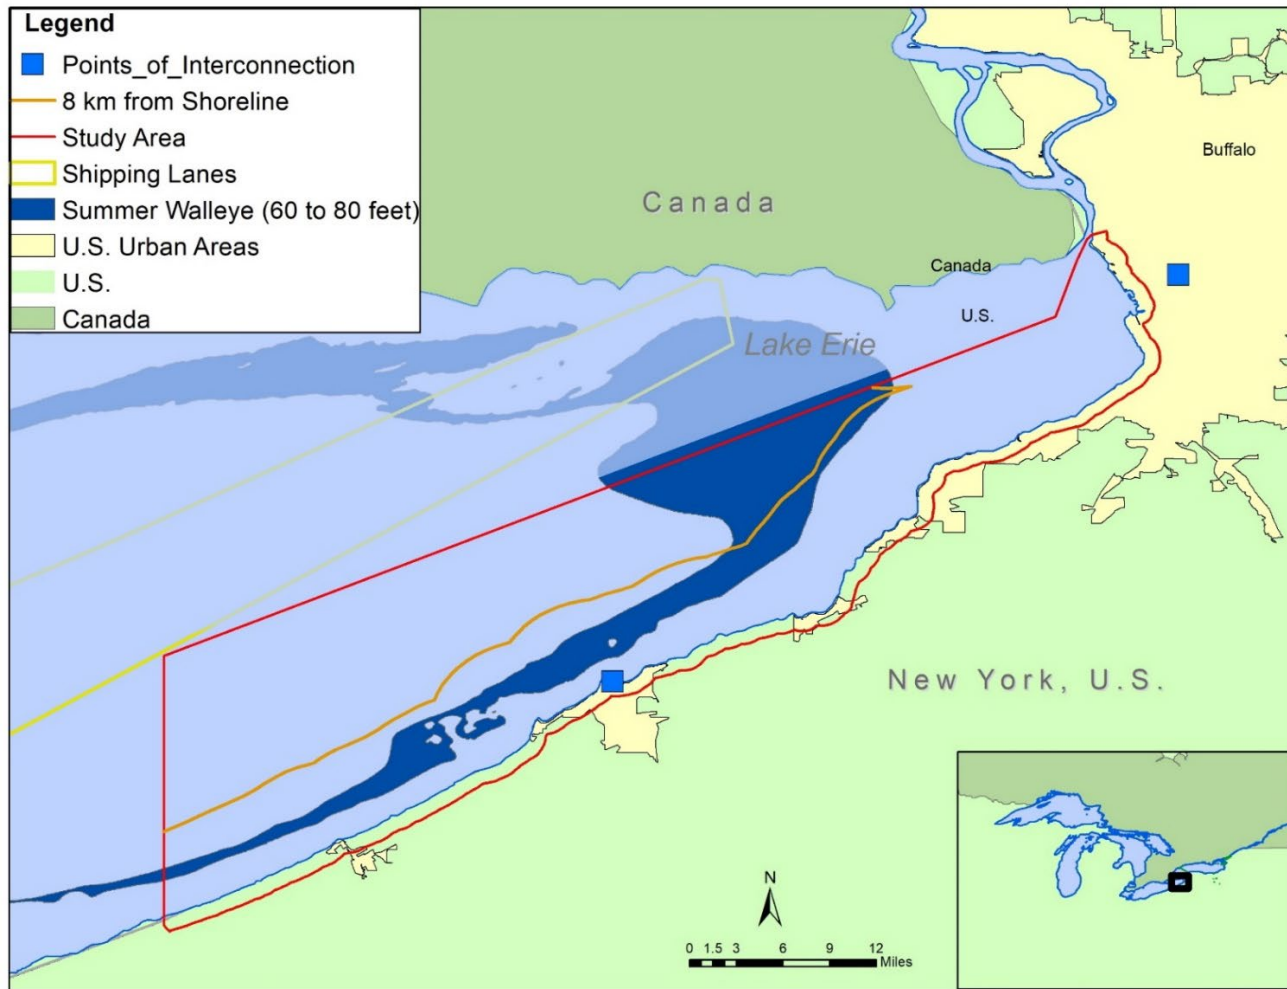 Legend
Points_of_Interconnection
8 km from Shoreline
Study Area
Shipping Lanes
Summer Walleye (60 to 80 feet)
U.S. Urban Areas
U.S.
Canada
Buffalo
Canada
Canada
U.S.
Lake Erie
New York, U.S.
N
0 1.5 3 6 9 12
Miles